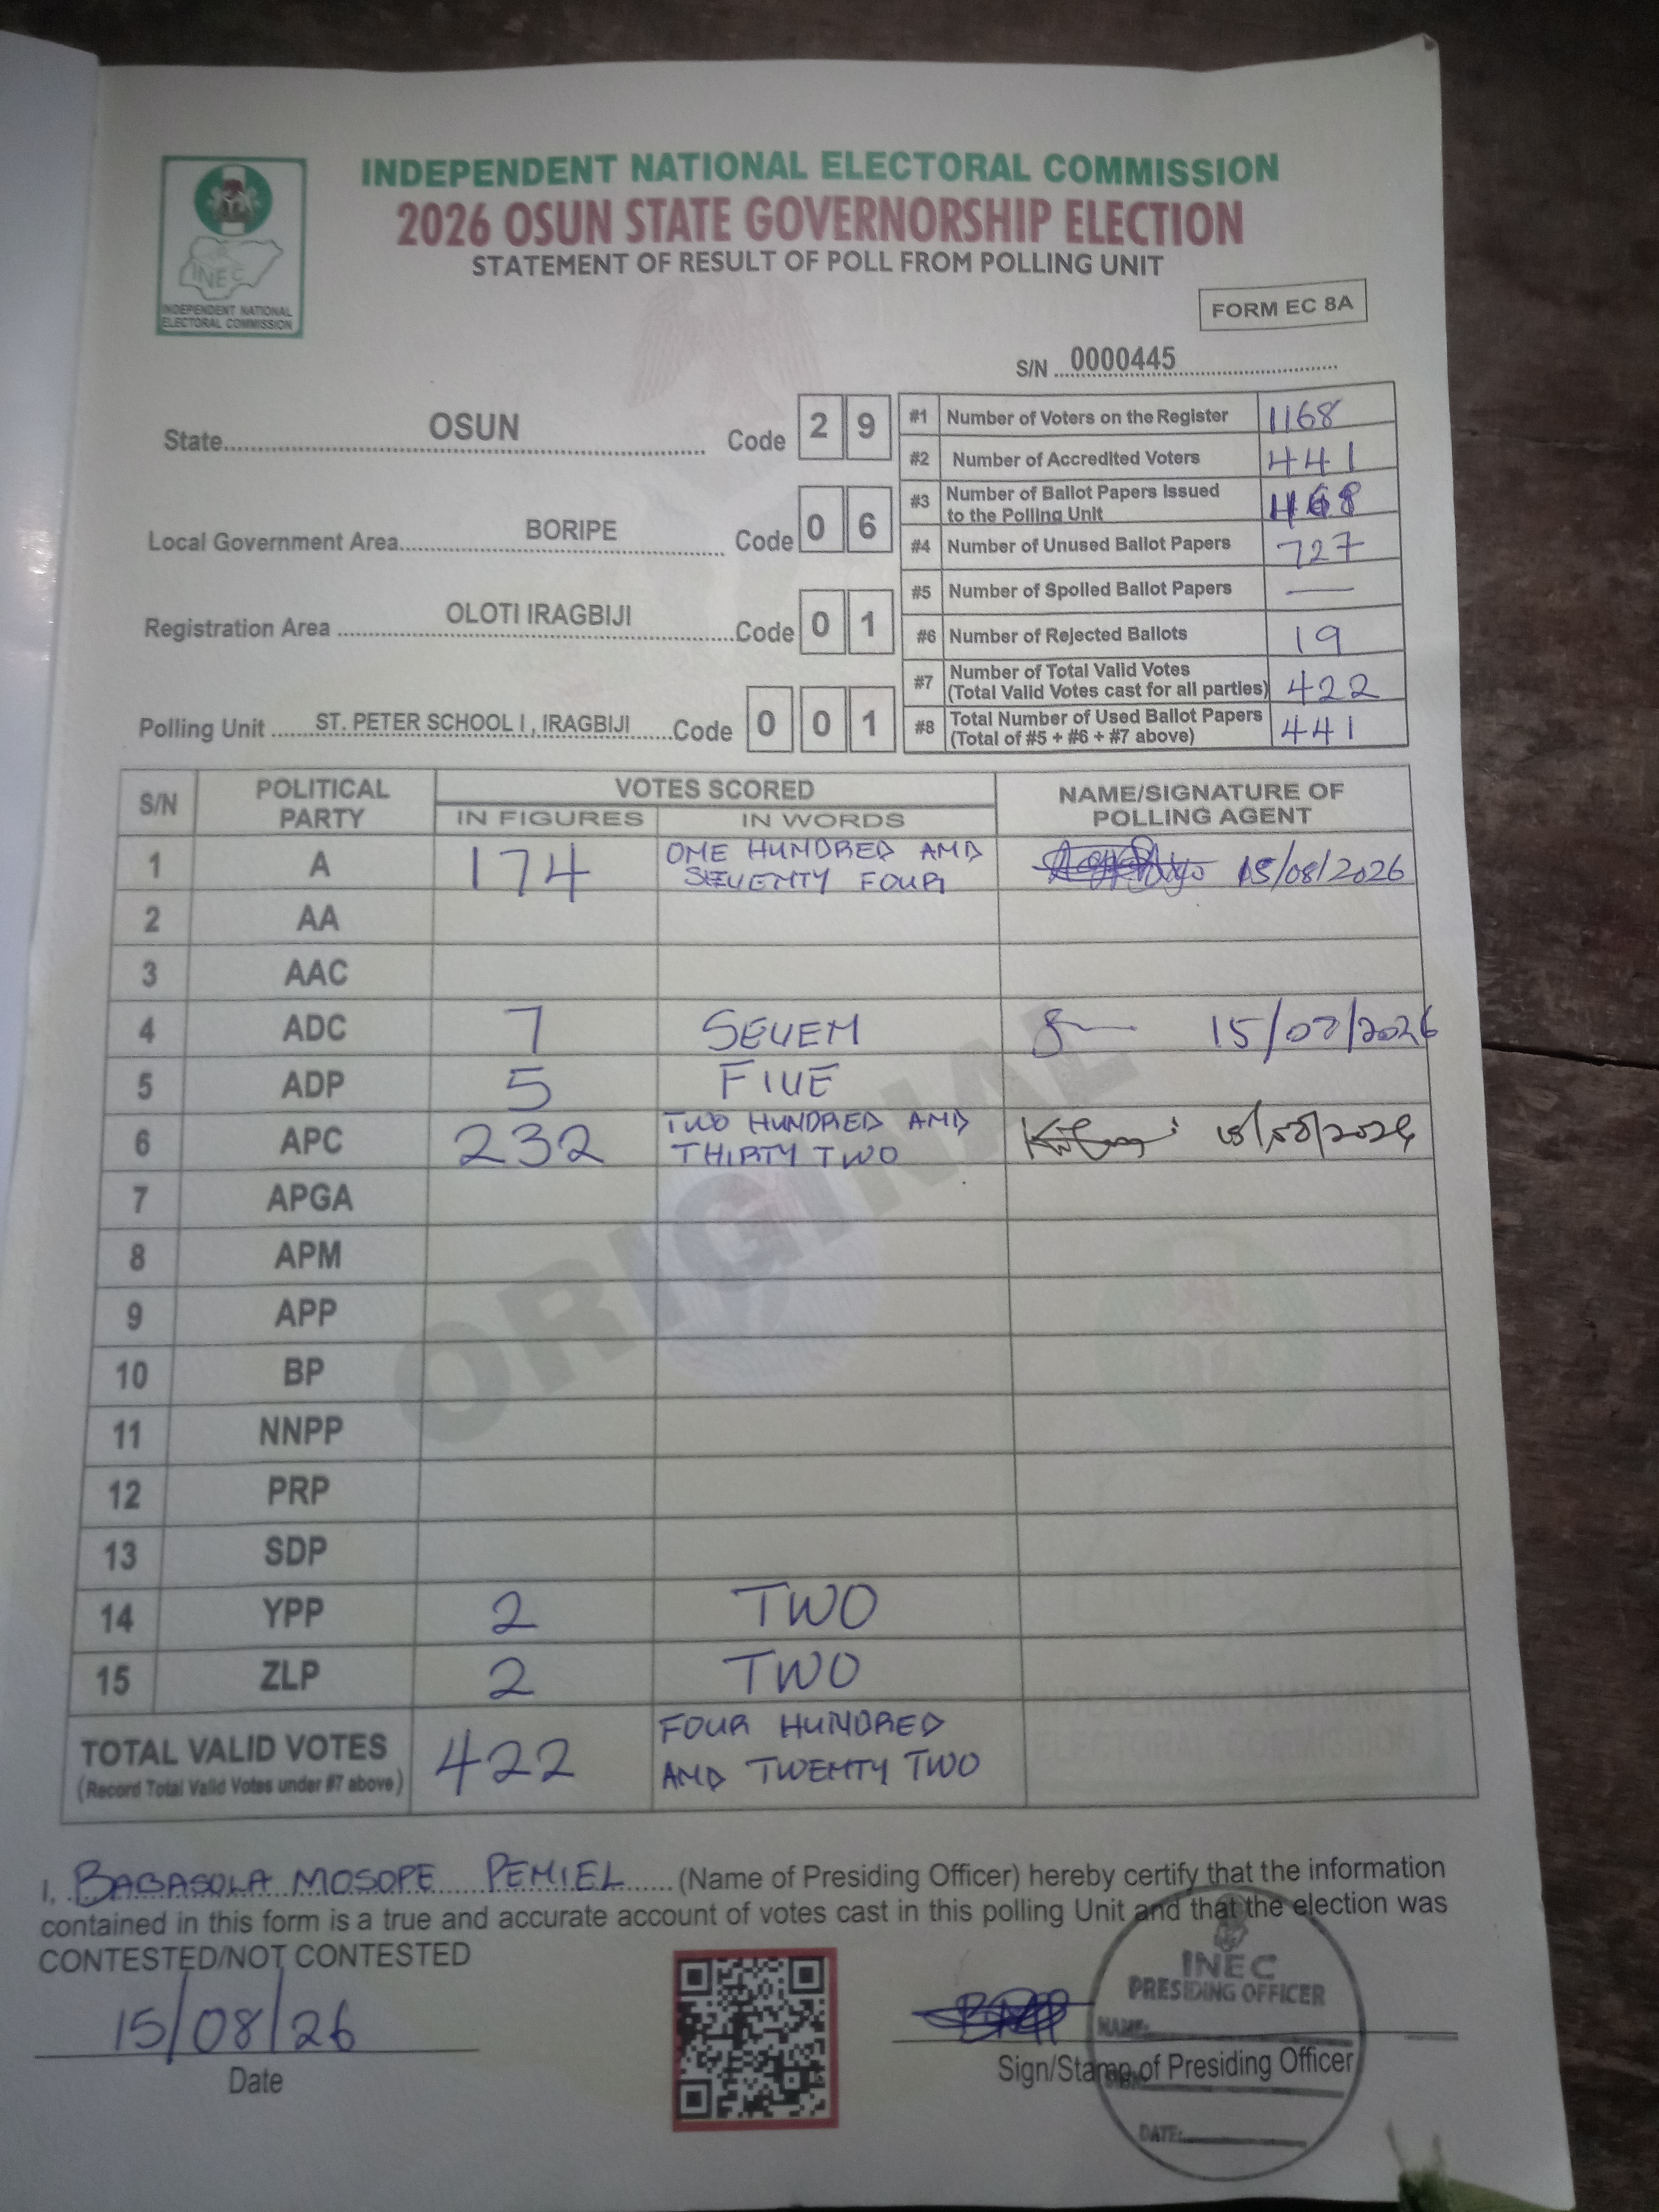 INDEPENDENT NATIONAL ELECTORAL COMMISSION
2026 OSUN STATE GOVERNORSHIP ELECTION
STATEMENT OF RESULT OF POLL FROM POLLING UNIT
INEC
INDEPENDENT NATIONAL
ELECTORAL COMMISSION
FORM EC 8A
S/N 0000445
State OSUN Code 2 9
Local Government Area BORIPE Code 0 6
Registration Area OLOTI IRAGBIJI Code 0 1
Polling Unit ST. PETER SCHOOL I, IRAGBIJI Code 0 0 1
#1 Number of Voters on the Register 1168
#2 Number of Accredited Voters 441
#3 Number of Ballot Papers Issued
to the Polling Unit
#4 Number of Unused Ballot Papers 727
#5 Number of Spoilled Ballot Papers —
#6 Number of Rejected Ballots 19
#7 Number of Total Valid Votes
(Total Valid Votes cast for all parties) 422
#8 Total Number of Used Ballot Papers
(Total of #5 + #6 + #7 above) 441
S/N POLITICAL PARTY VOTES SCORED NAME/SIGNATURE OF POLLING AGENT
IN FIGURES IN WORDS
1 A 174 ONE HUNDRED AND SEVENTY FOUR 15/08/2026
2 AA
3 AAC
4 ADC 7 SEVEN 15/08/2026
5 ADP 5 FIVE
6 APC 232 TWO HUNDRED AND THIRTY TWO
7 APGA
8 APM
9 APP
10 BP
11 NNPP
12 PRP
13 SDP
14 YPP 2 TWO
15 ZLP 2 TWO
TOTAL VALID VOTES 422 FOUR HUNDRED AND TWENTY TWO
(Record Total Valid Votes under #7 above)
ORIGINAL
I, BABASOLA MOSOPE PENIEL (Name of Presiding Officer) hereby certify that the information
contained in this form is a true and accurate account of votes cast in this polling Unit and that the election was
CONTESTED/NOT CONTESTED
15/08/26
Date
Sign/Stamp of Presiding Officer
INEC
PRESIDING OFFICER
NAME:
DATE: